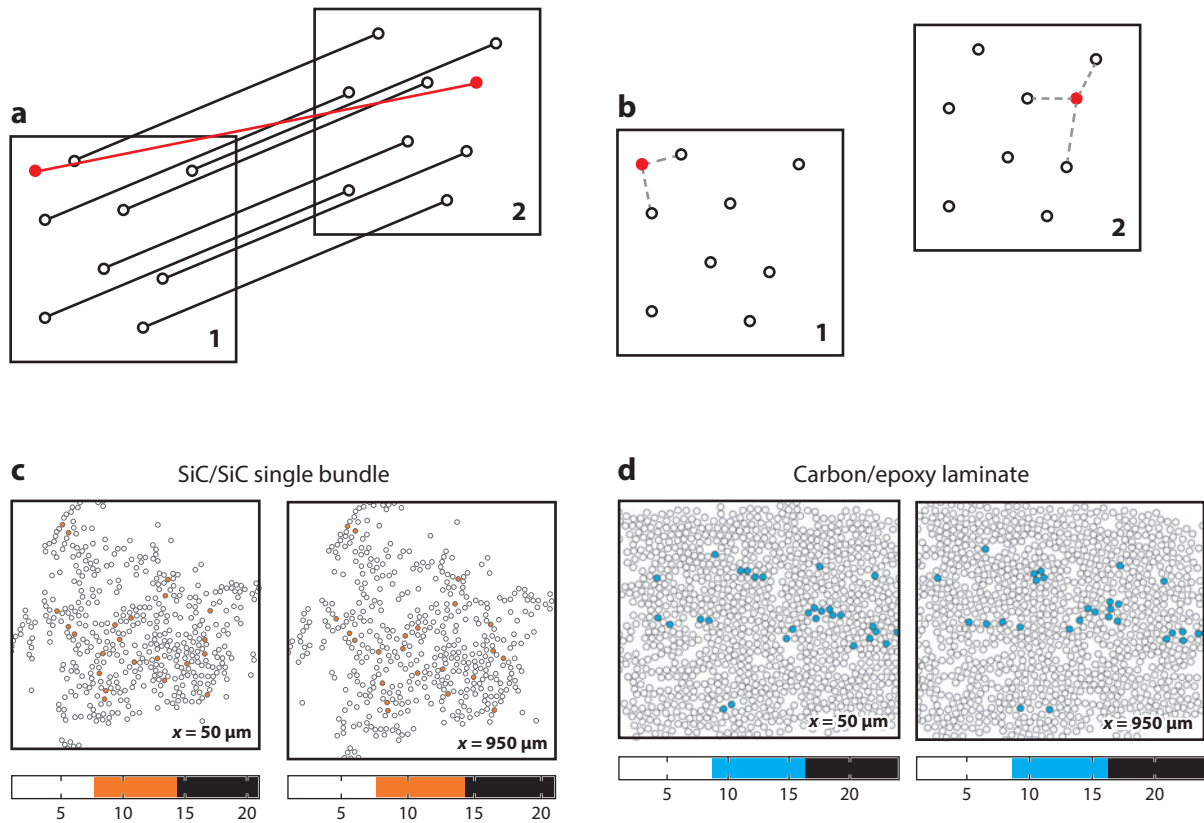 a
1
2
b
1
2
c
SiC/SiC single bundle
x = 50 µm
x = 950 µm
5 10 15 20
5 10 15 20
d
Carbon/epoxy laminate
x = 50 µm
x = 950 µm
5 10 15 20
5 10 15 20